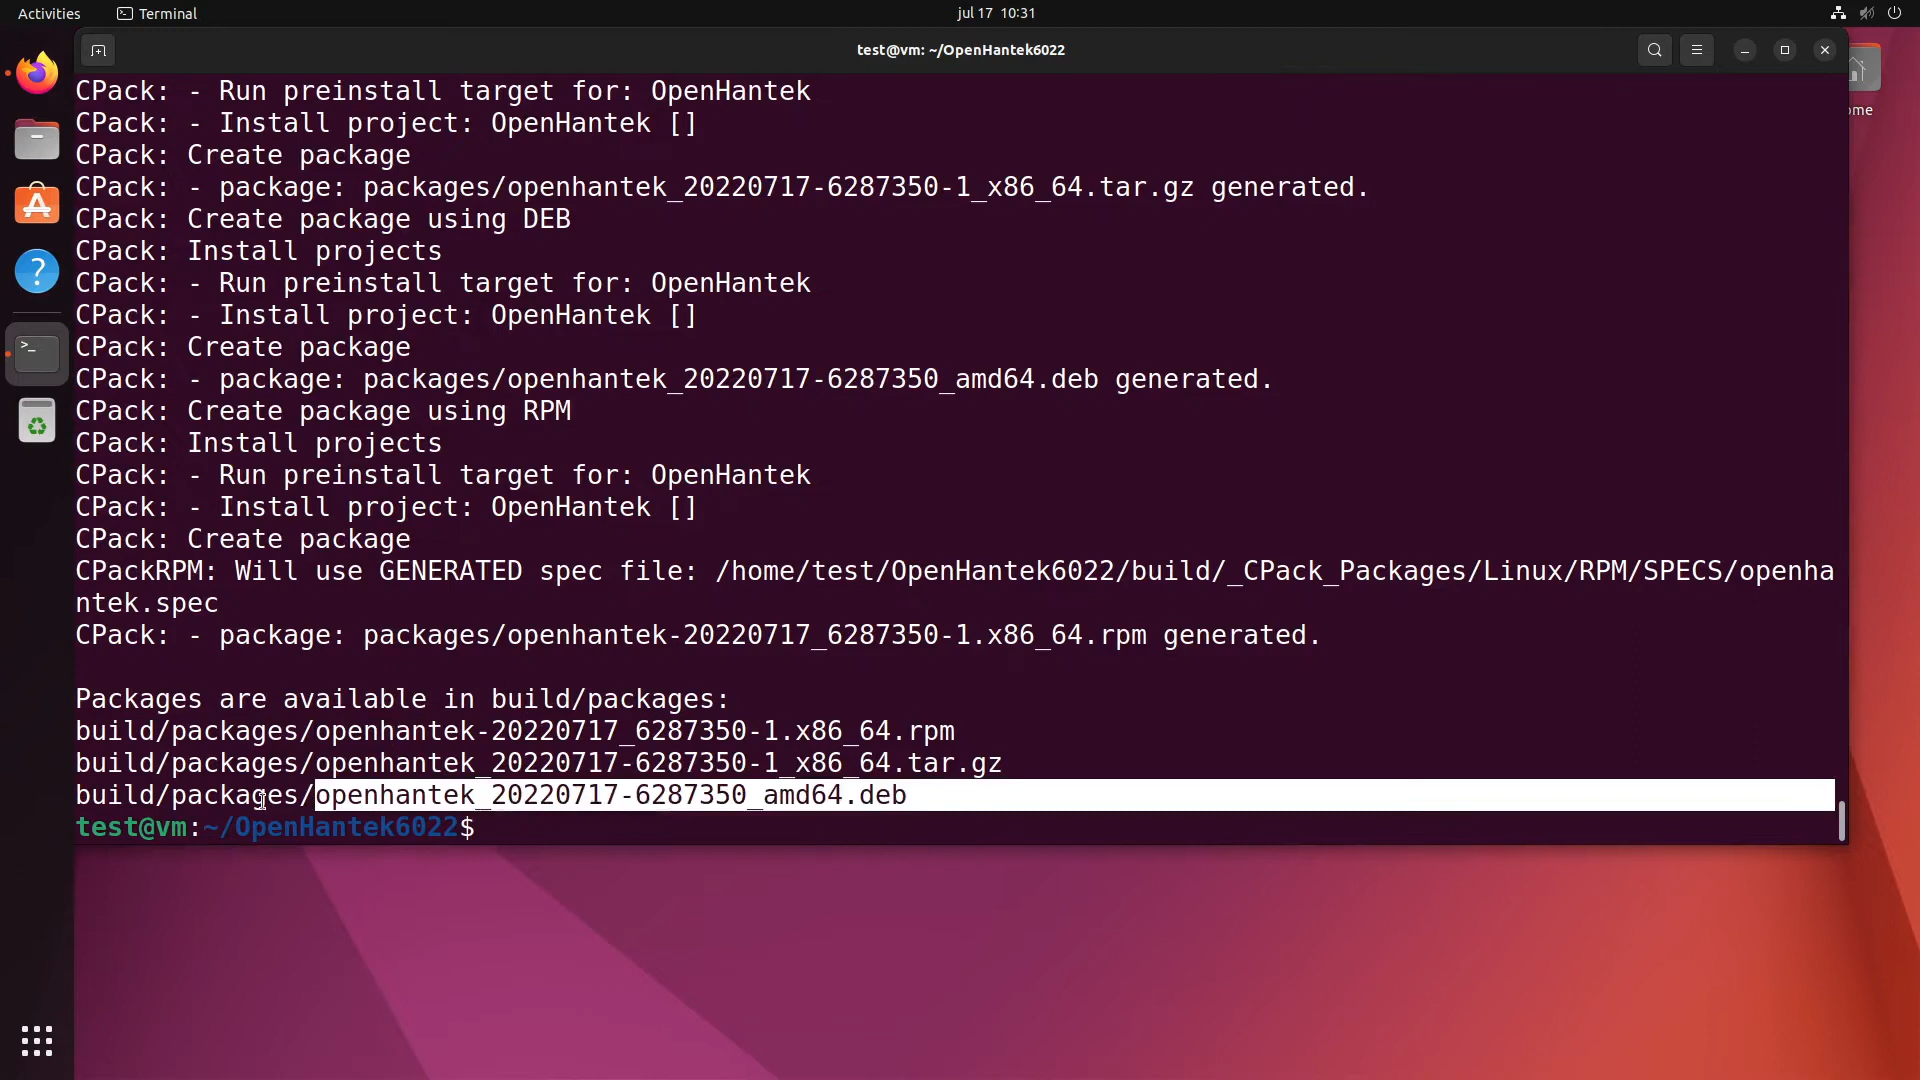 Activities
Terminal
jul 17 10:31
test@vm: ~/OpenHantek6022
CPack: - Run preinstall target for: OpenHantek
CPack: - Install project: OpenHantek []
CPack: Create package
CPack: - package: packages/openhantek_20220717-6287350-1_x86_64.tar.gz generated.
CPack: Create package using DEB
CPack: Install projects
CPack: - Run preinstall target for: OpenHantek
CPack: - Install project: OpenHantek []
CPack: Create package
CPack: - package: packages/openhantek_20220717-6287350_amd64.deb generated.
CPack: Create package using RPM
CPack: Install projects
CPack: - Run preinstall target for: OpenHantek
CPack: - Install project: OpenHantek []
CPack: Create package
CPackRPM: Will use GENERATED spec file: /home/test/OpenHantek6022/build/_CPack_Packages/Linux/RPM/SPECS/openha
ntek.spec
CPack: - package: packages/openhantek-20220717_6287350-1.x86_64.rpm generated.
Packages are available in build/packages:
build/packages/openhantek-20220717_6287350-1.x86_64.rpm
build/packages/openhantek_20220717-6287350-1_x86_64.tar.gz
build/packages/openhantek_20220717-6287350_amd64.deb
test@vm:~/OpenHantek6022$
ome